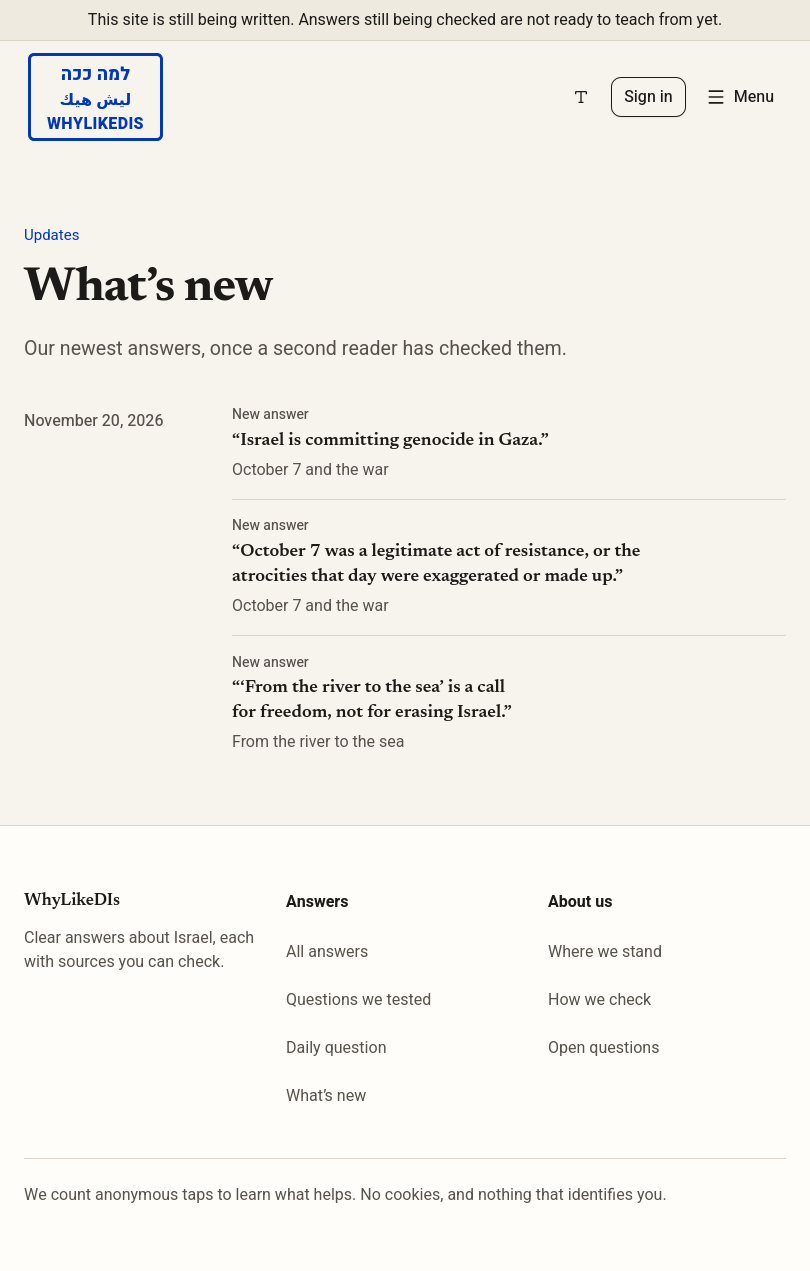 This site is still being written. Answers still being checked are not ready to teach from yet.
למה ככה
ليش هيك
WHYLIKEDIS
T
Sign in
Menu
Updates
What’s new
Our newest answers, once a second reader has checked them.
November 20, 2026
New answer
“Israel is committing genocide in Gaza.”
October 7 and the war
New answer
“October 7 was a legitimate act of resistance, or the
atrocities that day were exaggerated or made up.”
October 7 and the war
New answer
“‘From the river to the sea’ is a call
for freedom, not for erasing Israel.”
From the river to the sea
WhyLikeDIs
Clear answers about Israel, each
with sources you can check.
Answers
All answers
Questions we tested
Daily question
What’s new
About us
Where we stand
How we check
Open questions
We count anonymous taps to learn what helps. No cookies, and nothing that identifies you.